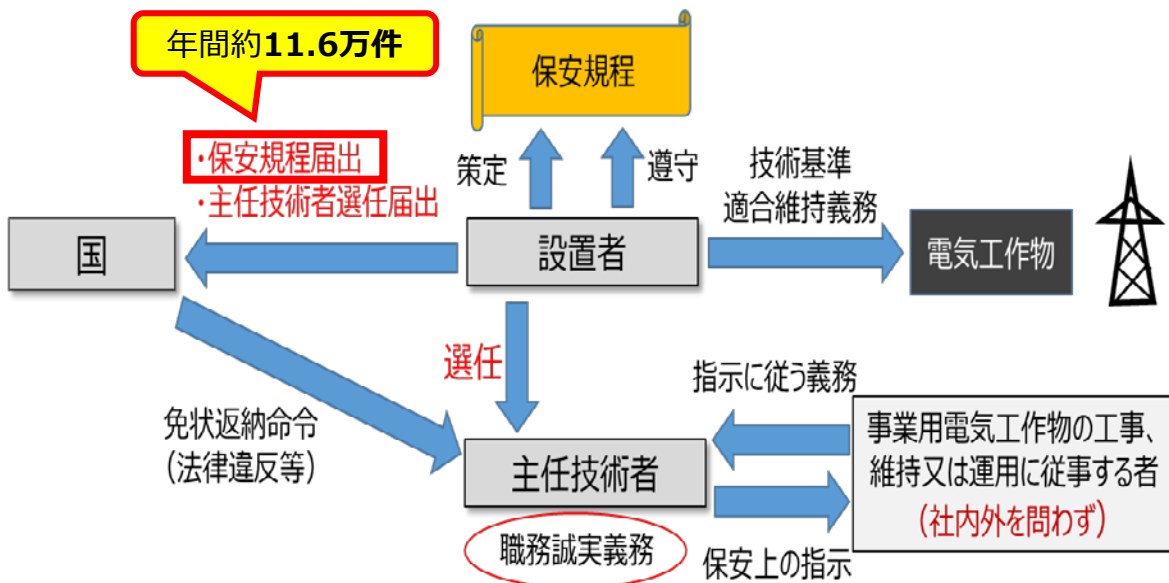 年間約11.6万件
保安規程
・保安規程届出
・主任技術者選任届出
策定
遵守
技術基準
適合維持義務
国
設置者
電気工作物
選任
指示に従う義務
免状返納命令
(法律違反等)
主任技術者
事業用電気工作物の工事、
維持又は運用に従事する者
(社内外を問わず)
職務誠実義務
保安上の指示